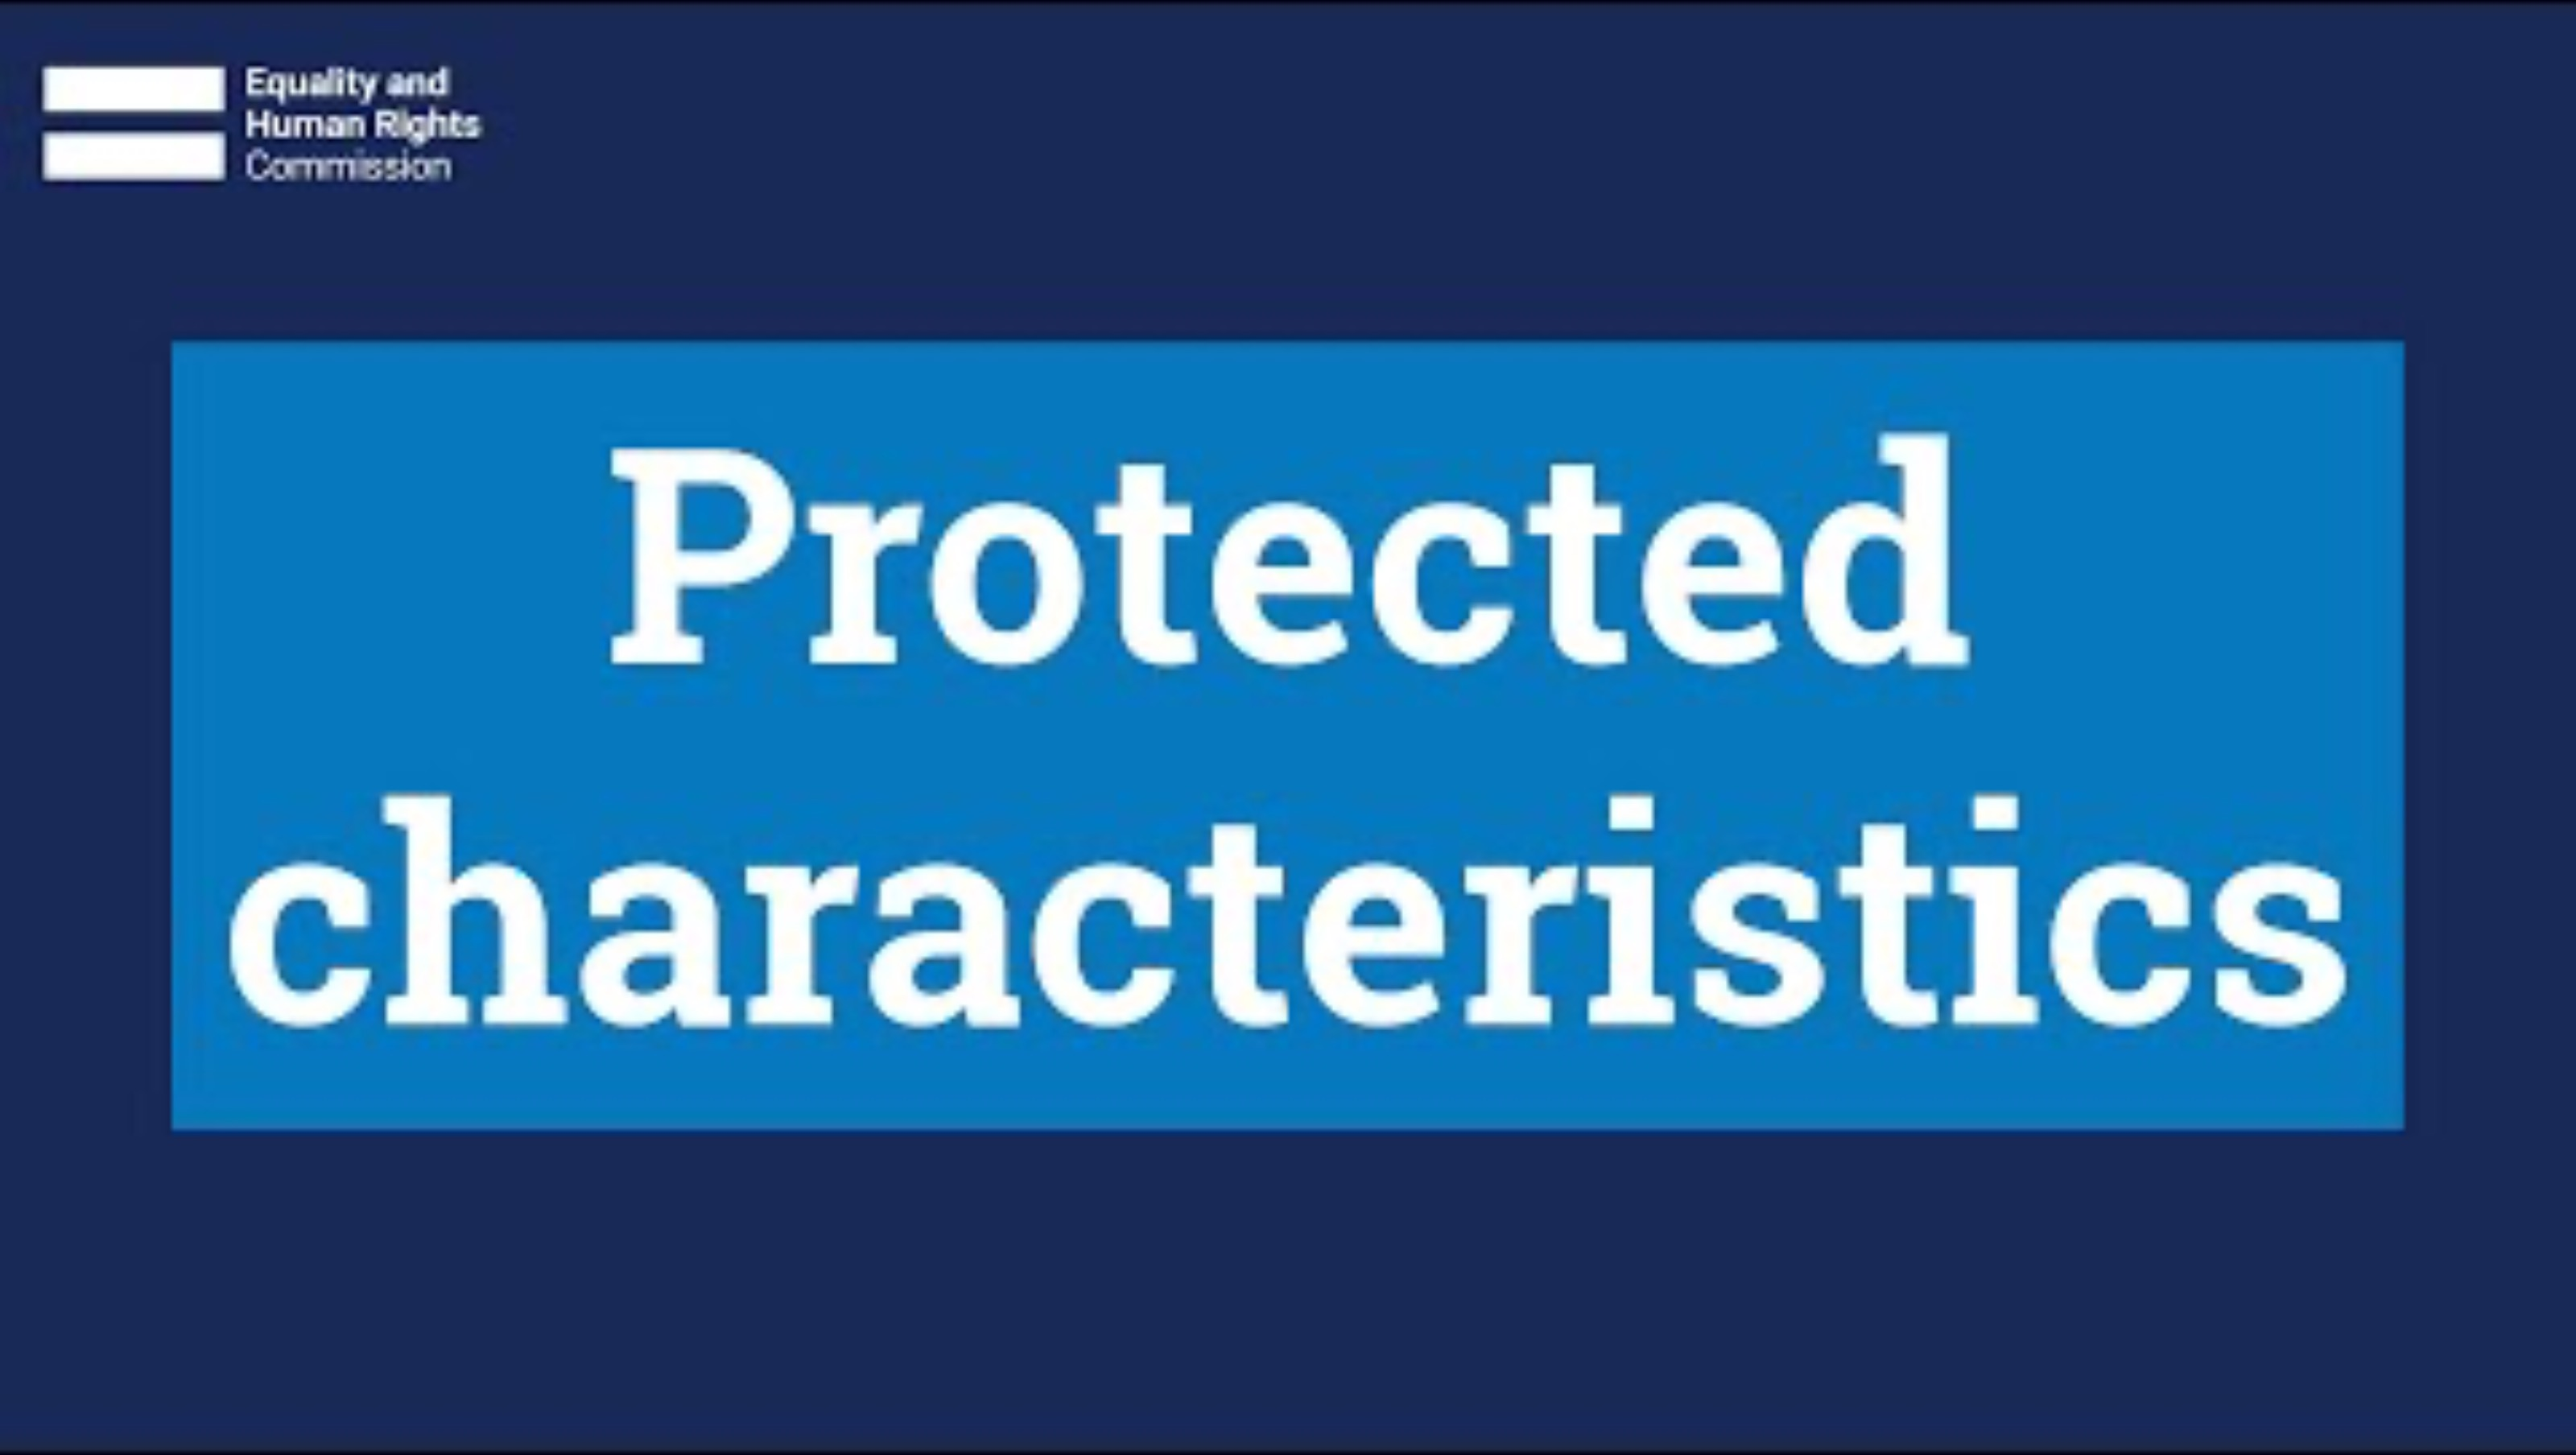 Equality and
Human Rights
Commission
Protected
characteristics